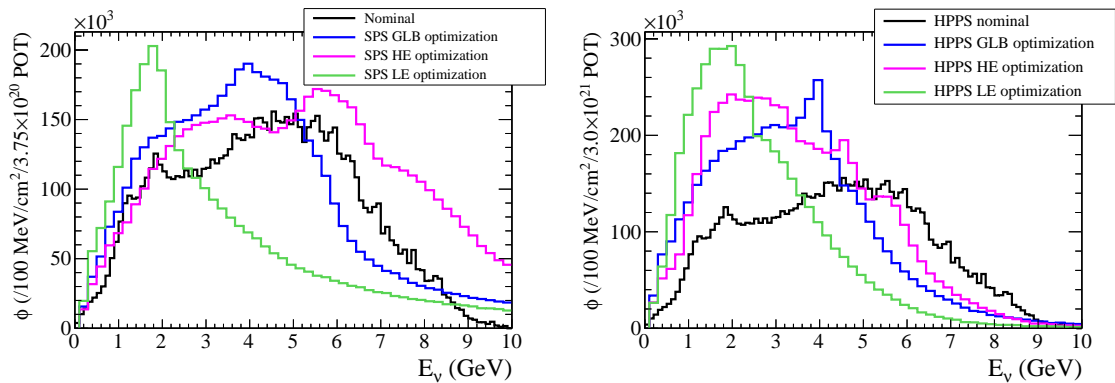 ×10³
Nominal
SPS GLB optimization
SPS HE optimization
SPS LE optimization
200
150
100
50
0
ϕ (/100 MeV/cm²/3.75×10²⁰ POT)
0 1 2 3 4 5 6 7 8 9 10
E_ν (GeV)
×10³
HPPS nominal
HPPS GLB optimization
HPPS HE optimization
HPPS LE optimization
300
200
100
0
ϕ (/100 MeV/cm²/3.0×10²¹ POT)
0 1 2 3 4 5 6 7 8 9 10
E_ν (GeV)